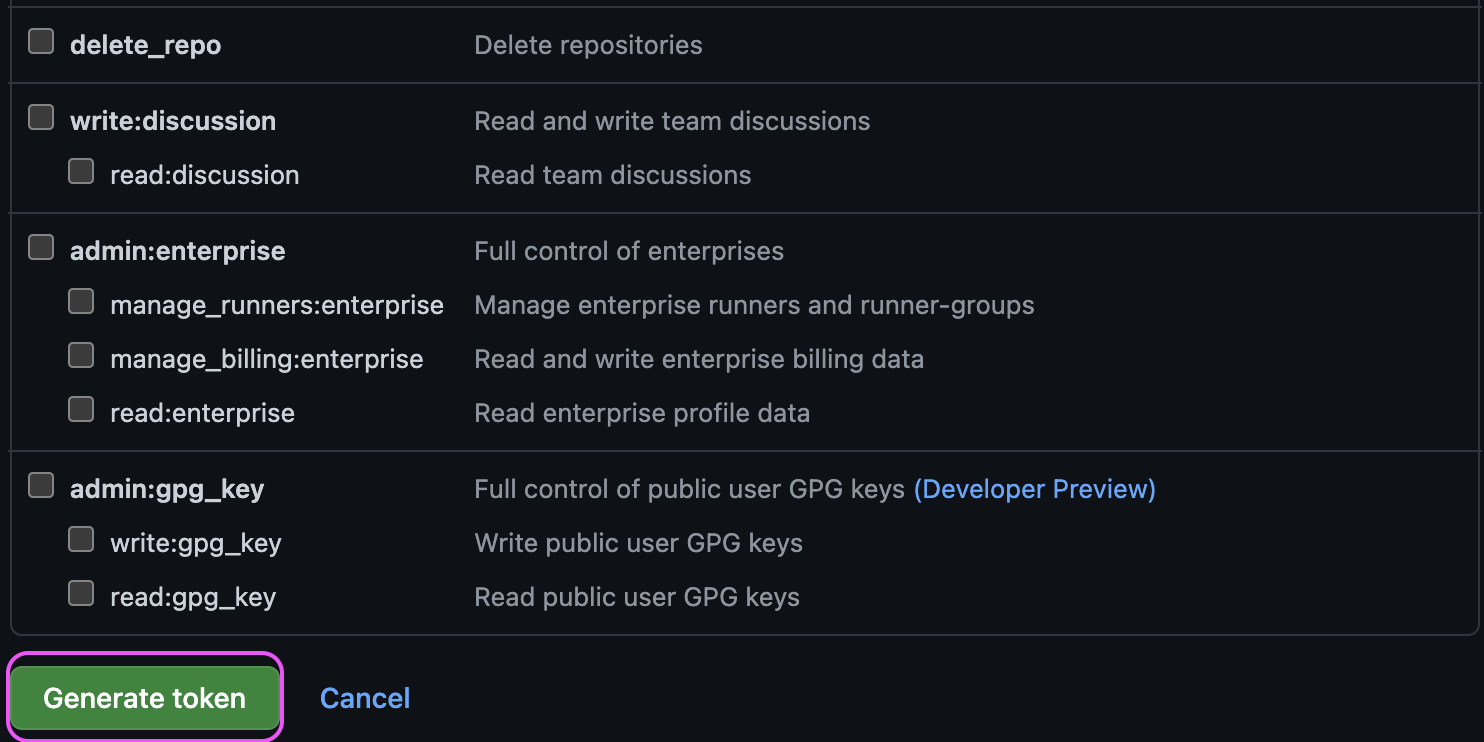 delete_repo Delete repositories
write:discussion Read and write team discussions
read:discussion Read team discussions
admin:enterprise Full control of enterprises
manage_runners:enterprise Manage enterprise runners and runner-groups
manage_billing:enterprise Read and write enterprise billing data
read:enterprise Read enterprise profile data
admin:gpg_key Full control of public user GPG keys (Developer Preview)
write:gpg_key Write public user GPG keys
read:gpg_key Read public user GPG keys
Generate token Cancel